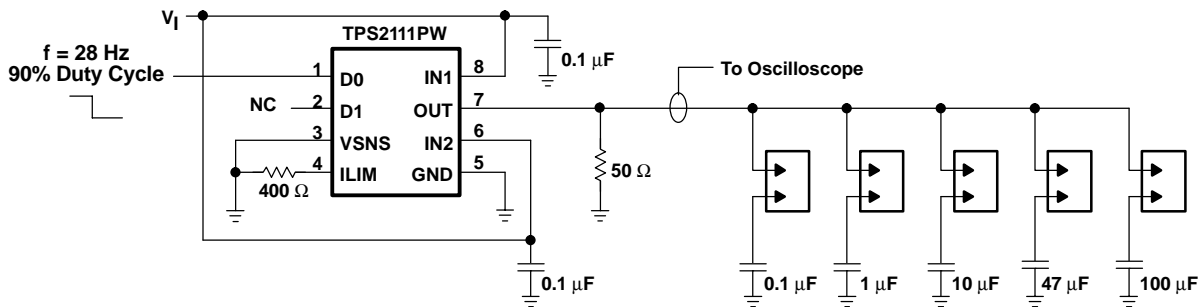 VI
TPS2111PW
f = 28 Hz
90% Duty Cycle
0.1 µF
To Oscilloscope
1 D0 IN1 8
NC 2 D1 OUT 7
3 VSNS IN2 6
4 ILIM GND 5
400 Ω
50 Ω
0.1 µF
0.1 µF
1 µF
10 µF
47 µF
100 µF